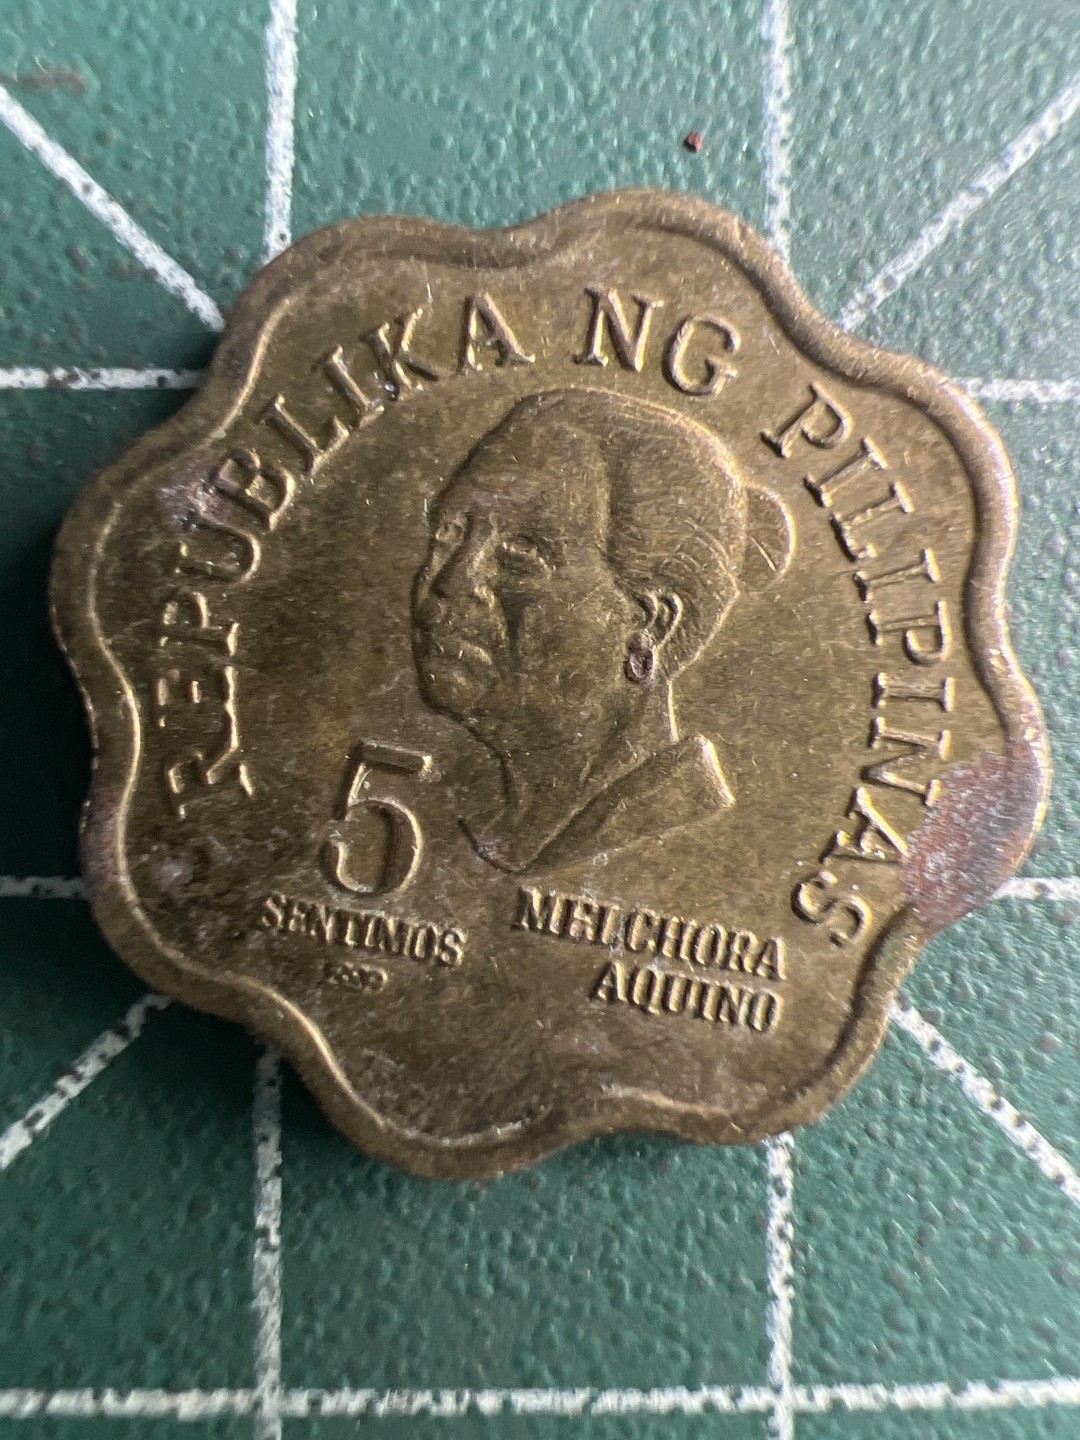 REPUBLIKA NG PILIPINAS
5
SENTIMOS
MELCHORA
AQUINO